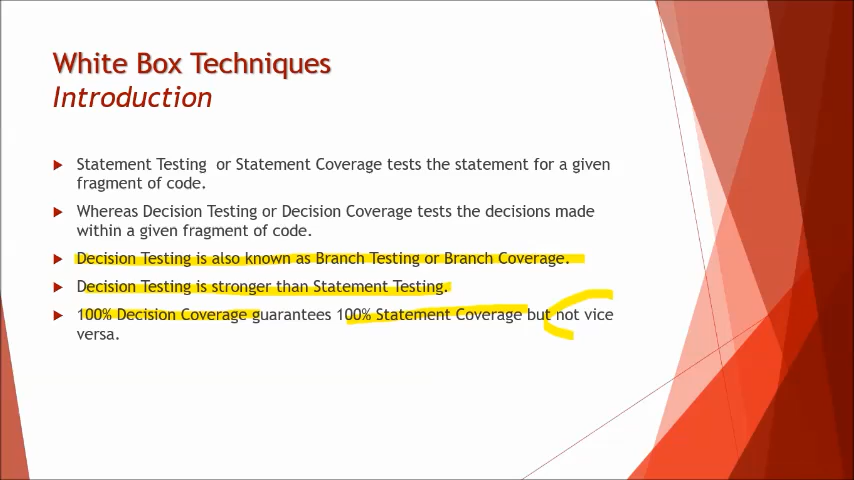 White Box Techniques
Introduction
Statement Testing or Statement Coverage tests the statement for a given
fragment of code.
Whereas Decision Testing or Decision Coverage tests the decisions made
within a given fragment of code.
Decision Testing is also known as Branch Testing or Branch Coverage.
Decision Testing is stronger than Statement Testing.
100% Decision Coverage guarantees 100% Statement Coverage but not vice
versa.